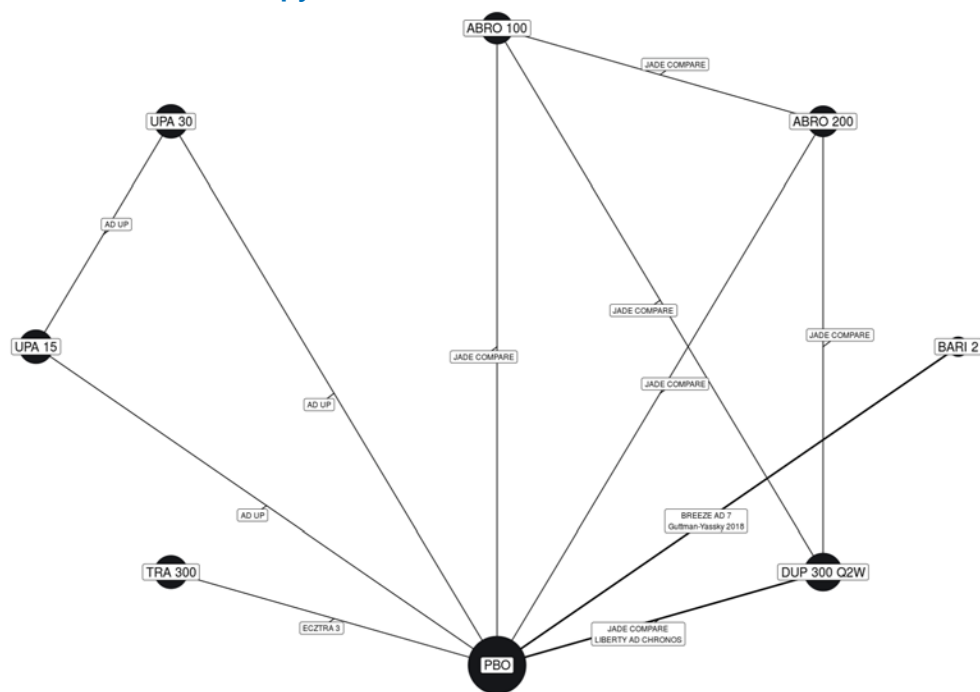 ABRO 100
JADE COMPARE
UPA 30
ABRO 200
AD UP
JADE COMPARE
JADE COMPARE
UPA 15
JADE COMPARE
BARI 2
JADE COMPARE
AD UP
AD UP
BREEZE AD 7
Guttman-Yassky 2018
TRA 300
DUP 300 Q2W
ECZTRA 3
JADE COMPARE
LIBERTY AD CHRONOS
PBO